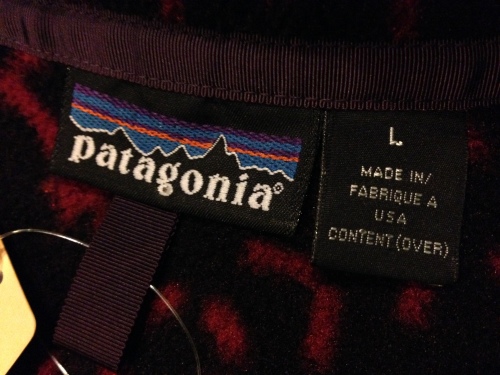 patagonia®
L
MADE IN/
FABRIQUE A
USA
CONTENT (OVER)